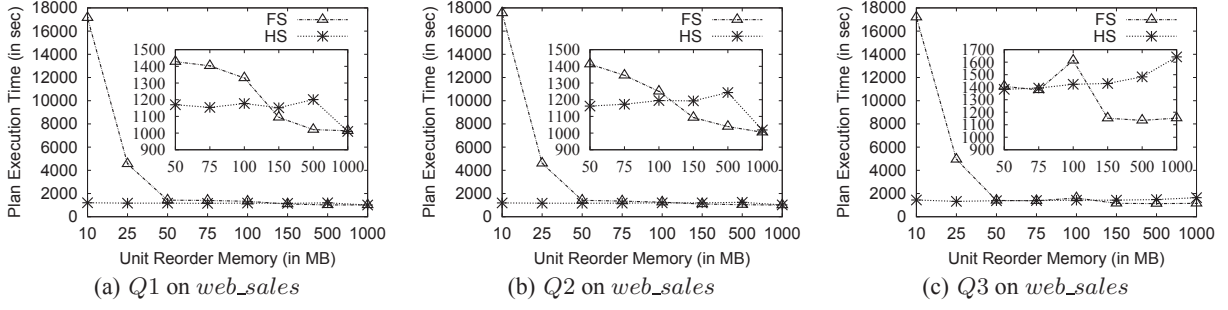 Plan Execution Time (in sec)
18000
16000
14000
12000
10000
8000
6000
4000
2000
0
FS
HS
1500
1400
1300
1200
1100
1000
900
50 75 100 150 500 1000
10 25 50 75 100 150 500 1000
Unit Reorder Memory (in MB)
(a) Q1 on web_sales
Plan Execution Time (in sec)
18000
16000
14000
12000
10000
8000
6000
4000
2000
0
FS
HS
1500
1400
1300
1200
1100
1000
900
50 75 100 150 500 1000
10 25 50 75 100 150 500 1000
Unit Reorder Memory (in MB)
(b) Q2 on web_sales
Plan Execution Time (in sec)
18000
16000
14000
12000
10000
8000
6000
4000
2000
0
FS
HS
1700
1600
1500
1400
1300
1200
1100
1000
900
50 75 100 150 500 1000
10 25 50 75 100 150 500 1000
Unit Reorder Memory (in MB)
(c) Q3 on web_sales